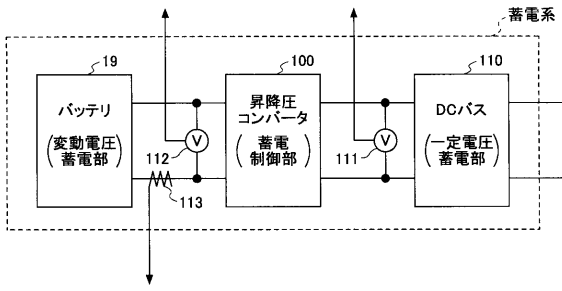 蓄電系
19
バッテリ
(変動電圧
蓄電部)
V
112
113
100
昇降圧
コンバータ
(蓄電
制御部)
V
111
110
DCバス
(一定電圧
蓄電部)